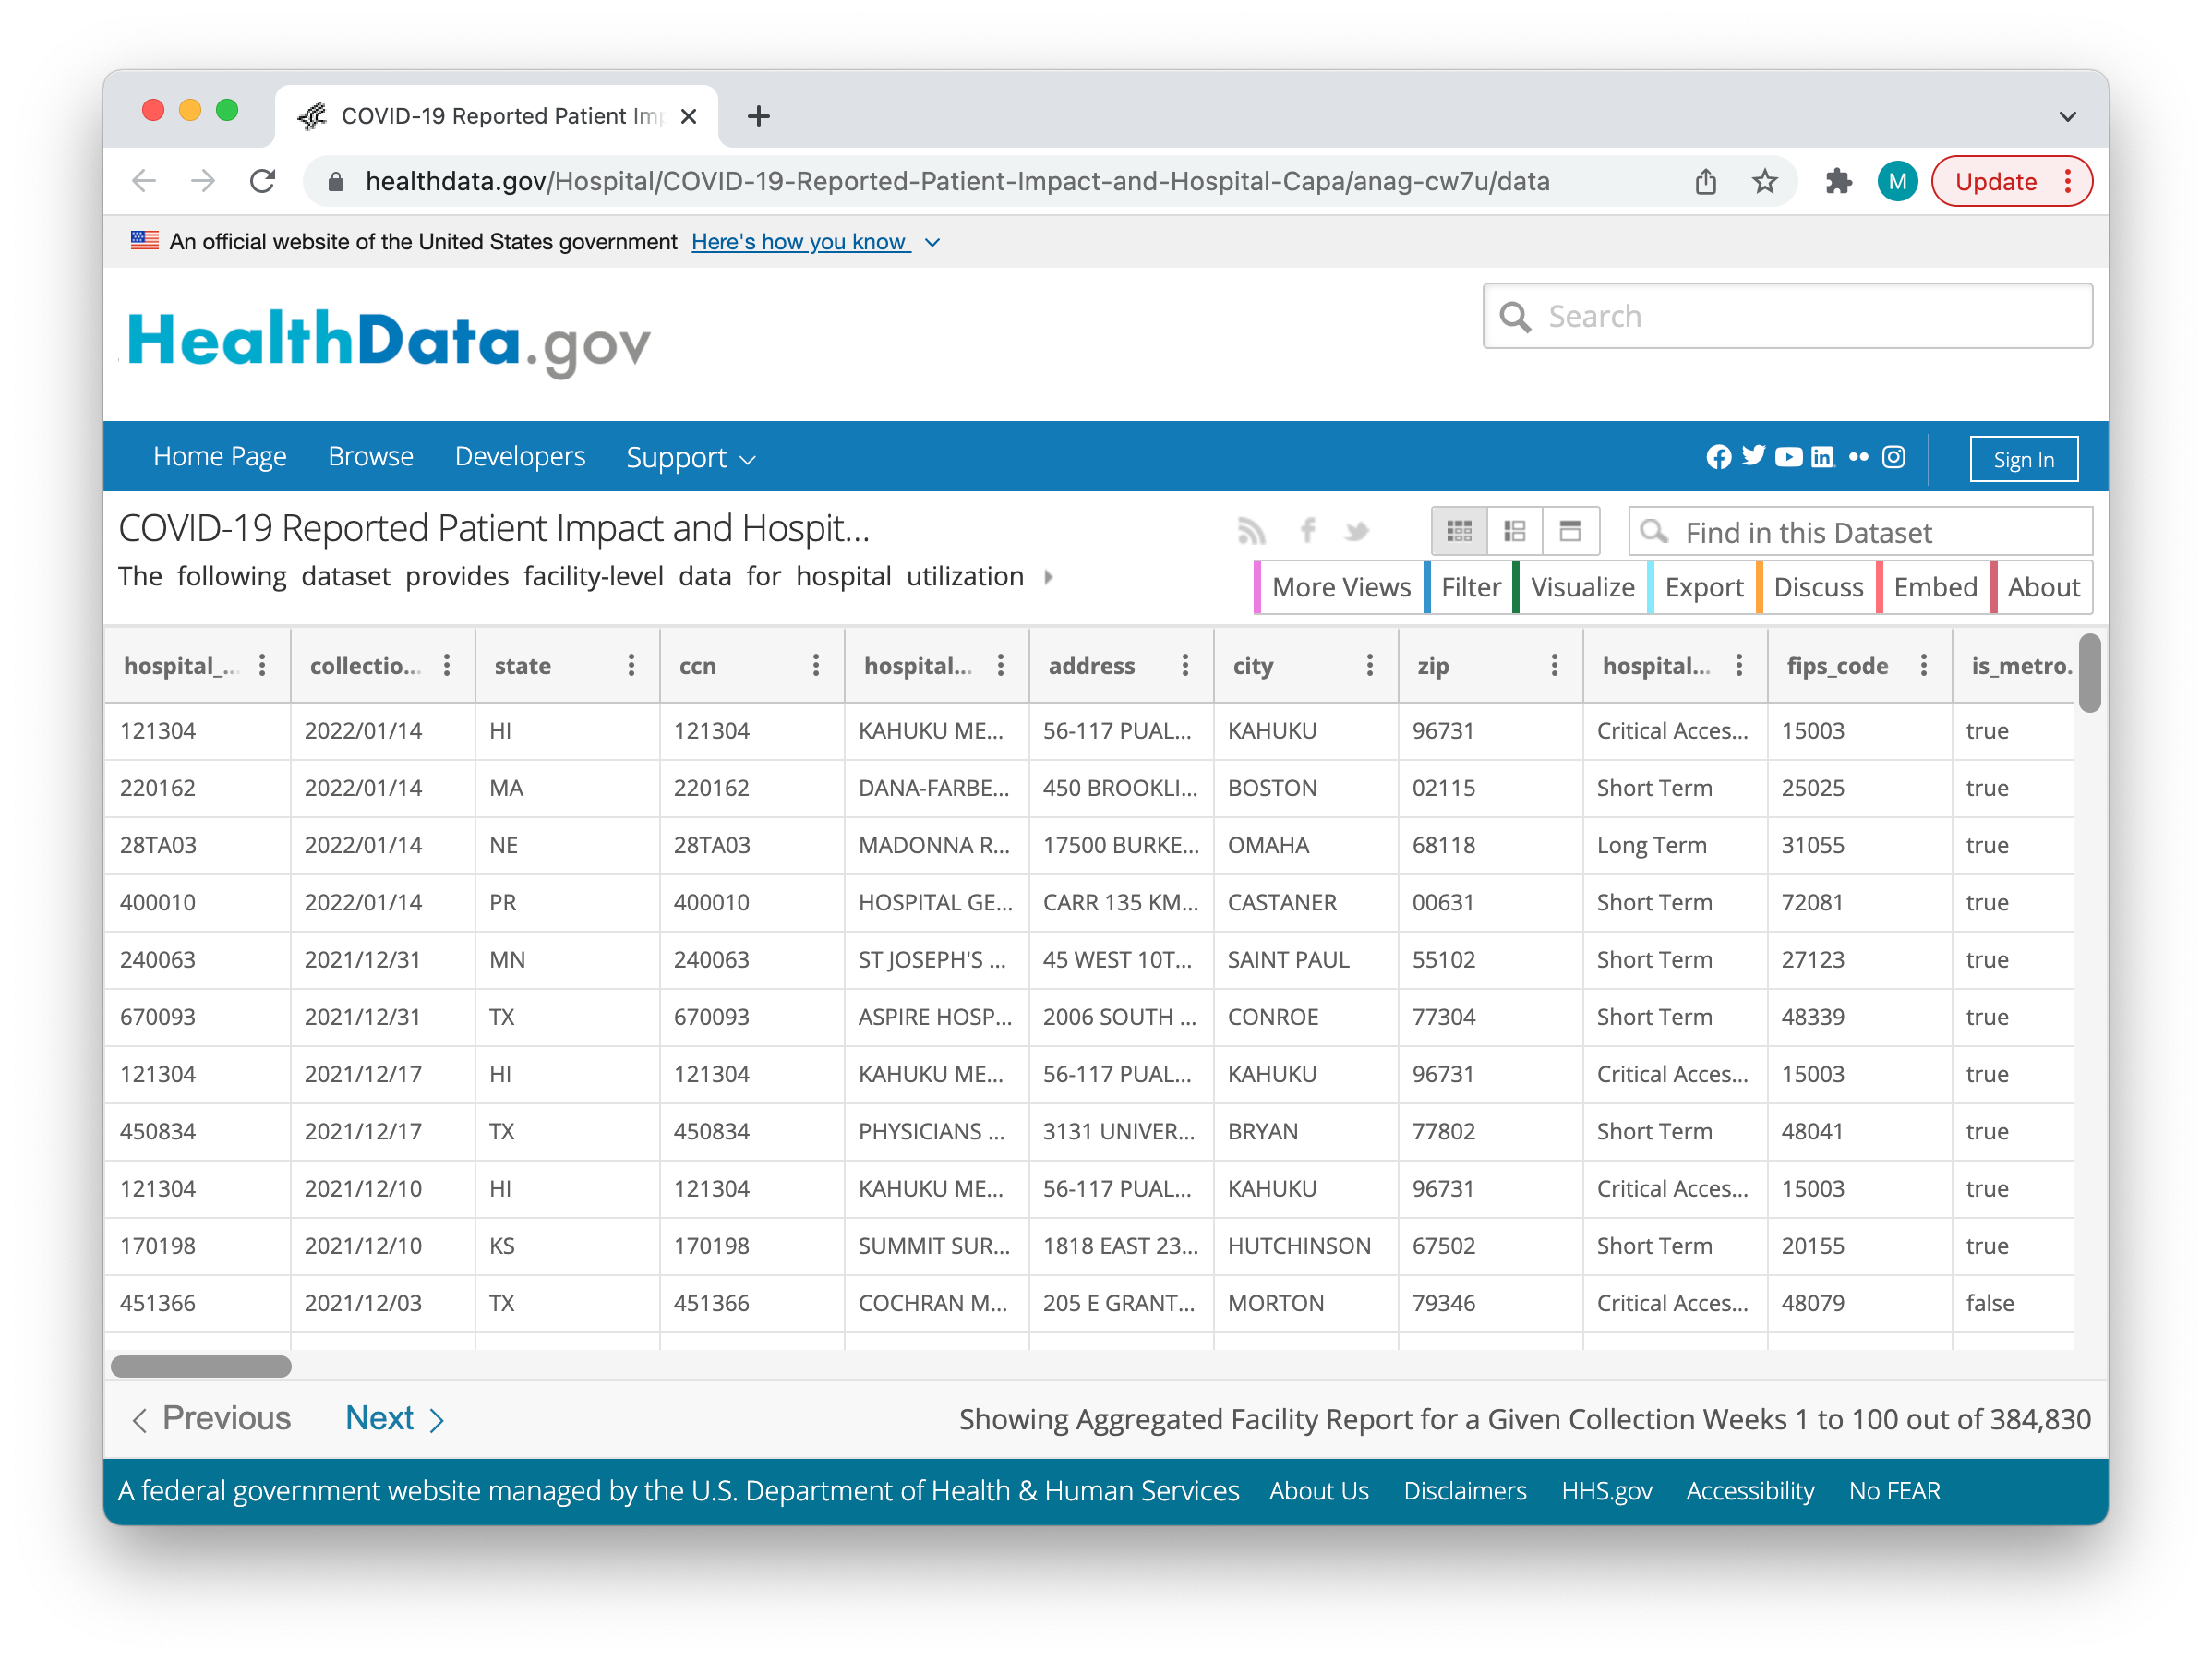 COVID-19 Reported Patient Imp
healthdata.gov/Hospital/COVID-19-Reported-Patient-Impact-and-Hospital-Capa/anag-cw7u/data
M
Update
An official website of the United States government Here's how you know
HealthData.gov
Search
Home Page Browse Developers Support
Sign In
COVID-19 Reported Patient Impact and Hospit...
Find in this Dataset
The following dataset provides facility-level data for hospital utilization
More Views Filter Visualize Export Discuss Embed About
hospital_... collectio... state ccn hospital... address city zip hospital... fips_code is_metro.
121304 2022/01/14 HI 121304 KAHUKU ME... 56-117 PUAL... KAHUKU 96731 Critical Acces... 15003 true
220162 2022/01/14 MA 220162 DANA-FARBE... 450 BROOKLI... BOSTON 02115 Short Term 25025 true
28TA03 2022/01/14 NE 28TA03 MADONNA R... 17500 BURKE... OMAHA 68118 Long Term 31055 true
400010 2022/01/14 PR 400010 HOSPITAL GE... CARR 135 KM... CASTANER 00631 Short Term 72081 true
240063 2021/12/31 MN 240063 ST JOSEPH'S ... 45 WEST 10T... SAINT PAUL 55102 Short Term 27123 true
670093 2021/12/31 TX 670093 ASPIRE HOSP... 2006 SOUTH ... CONROE 77304 Short Term 48339 true
121304 2021/12/17 HI 121304 KAHUKU ME... 56-117 PUAL... KAHUKU 96731 Critical Acces... 15003 true
450834 2021/12/17 TX 450834 PHYSICIANS ... 3131 UNIVER... BRYAN 77802 Short Term 48041 true
121304 2021/12/10 HI 121304 KAHUKU ME... 56-117 PUAL... KAHUKU 96731 Critical Acces... 15003 true
170198 2021/12/10 KS 170198 SUMMIT SUR... 1818 EAST 23... HUTCHINSON 67502 Short Term 20155 true
451366 2021/12/03 TX 451366 COCHRAN M... 205 E GRANT... MORTON 79346 Critical Acces... 48079 false
Previous Next Showing Aggregated Facility Report for a Given Collection Weeks 1 to 100 out of 384,830
A federal government website managed by the U.S. Department of Health & Human Services About Us Disclaimers HHS.gov Accessibility No FEAR